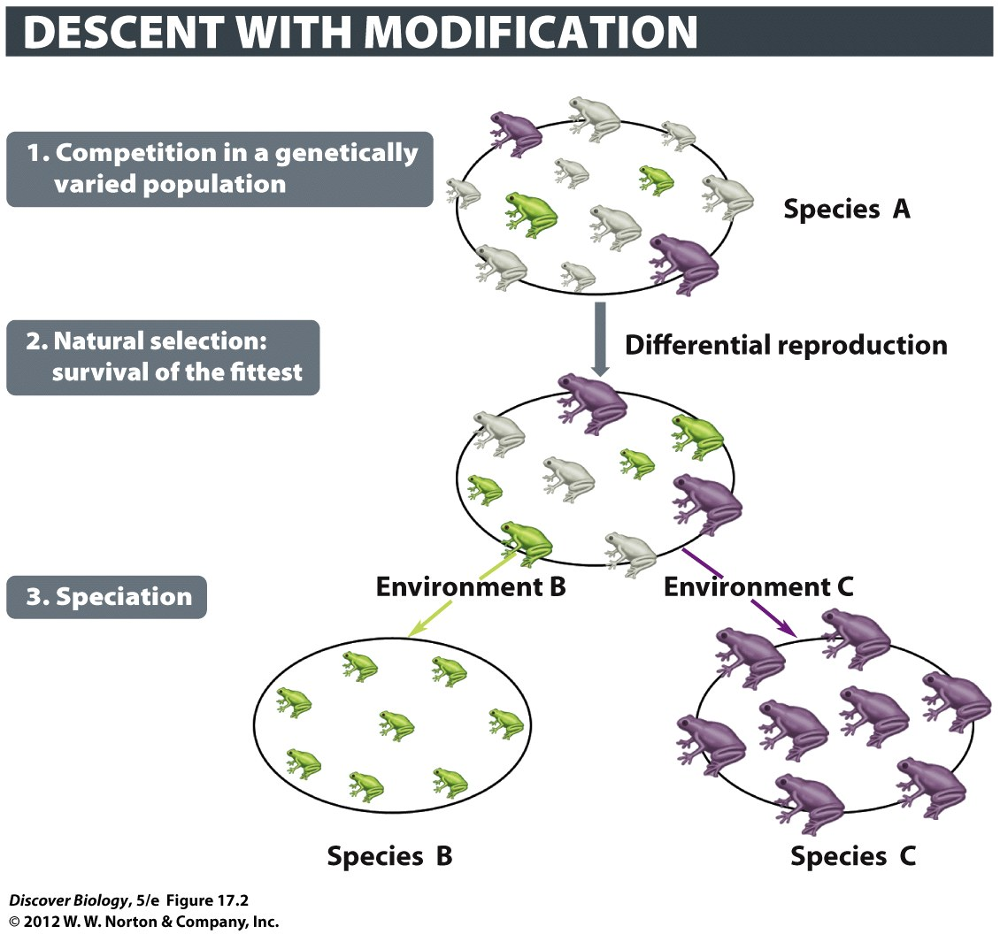 DESCENT WITH MODIFICATION
1. Competition in a genetically
varied population
Species A
2. Natural selection:
survival of the fittest
Differential reproduction
3. Speciation
Environment B
Environment C
Species B
Species C
Discover Biology, 5/e Figure 17.2
© 2012 W. W. Norton & Company, Inc.